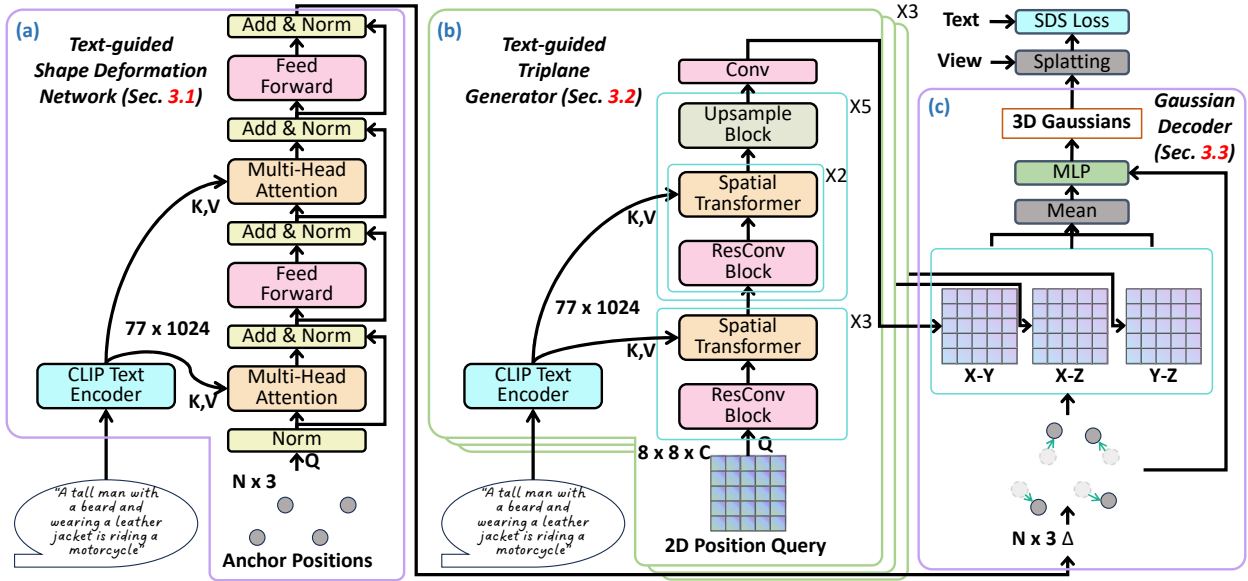 (a)
Text-guided
Shape Deformation
Network (Sec. 3.1)
Add & Norm
Feed
Forward
Add & Norm
Multi-Head
Attention
K,V
Add & Norm
Feed
Forward
77 x 1024
Add & Norm
CLIP Text
Encoder
K,V
Multi-Head
Attention
Norm
Q
N x 3
"A tall man with
a beard and
wearing a leather
jacket is riding a
motorcycle"
Anchor Positions
(b)
Text-guided
Triplane
Generator (Sec. 3.2)
X3
Conv
X5
Upsample
Block
X2
Spatial
Transformer
K,V
ResConv
Block
77 x 1024
X3
Spatial
Transformer
K,V
CLIP Text
Encoder
ResConv
Block
8 x 8 x C
Q
"A tall man with
a beard and
wearing a leather
jacket is riding a
motorcycle"
2D Position Query
Text
SDS Loss
View
Splatting
(c)
Gaussian
Decoder
(Sec. 3.3)
3D Gaussians
MLP
Mean
X-Y
X-Z
Y-Z
N x 3 Δ